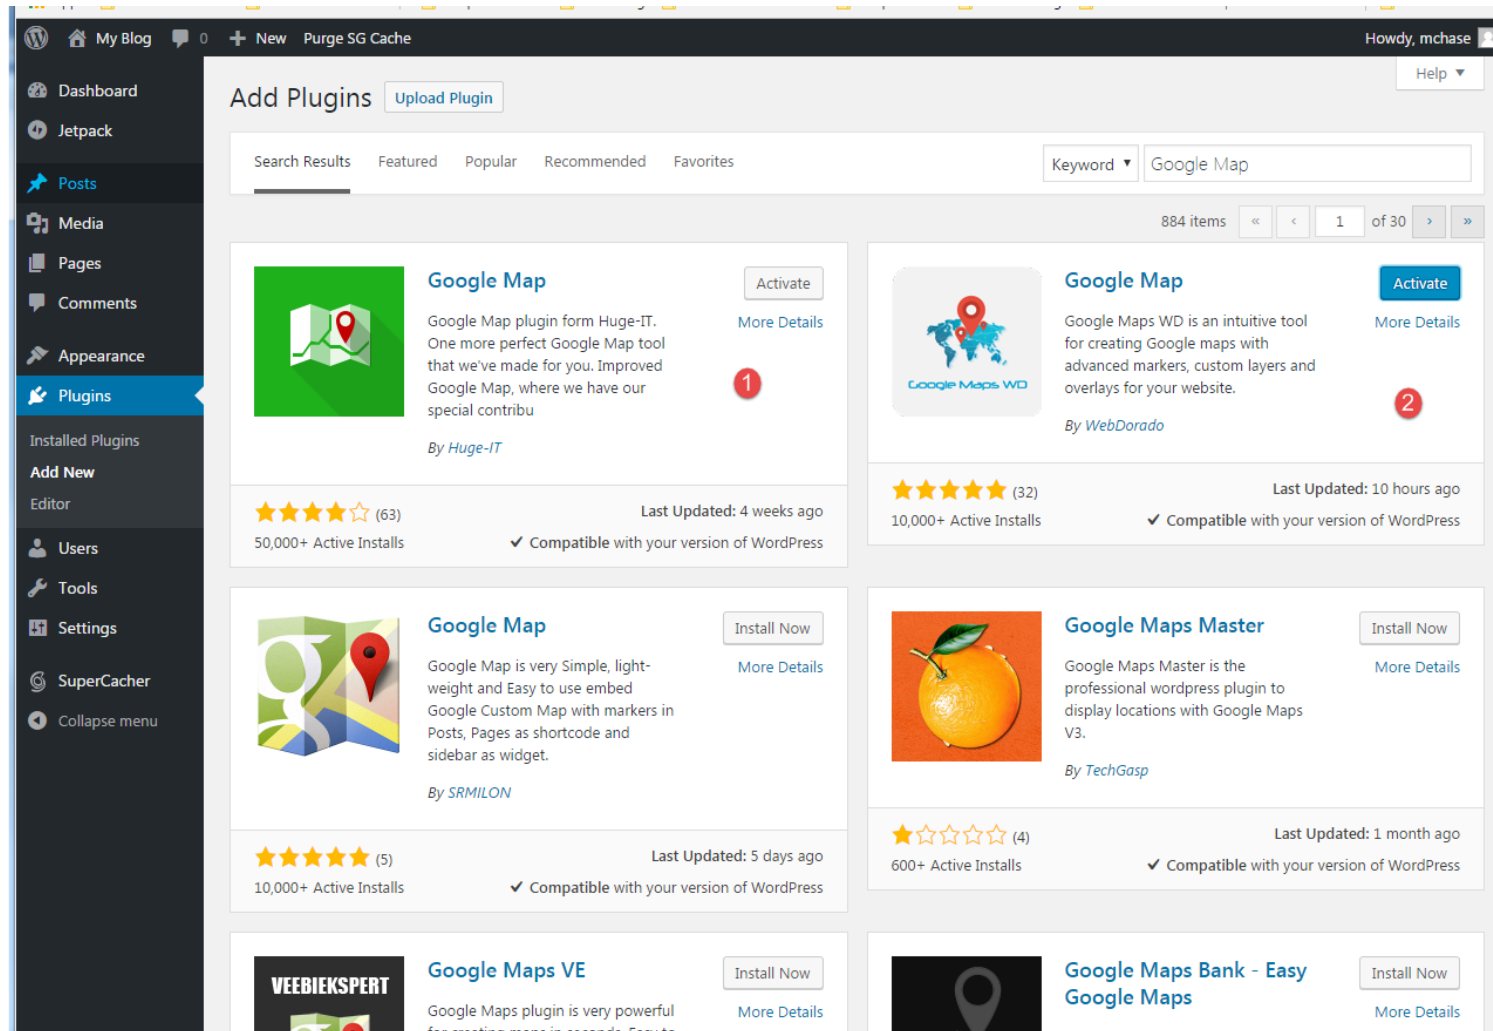 My Blog 0 New Purge SG Cache Howdy, mchase
Help
Dashboard
Jetpack
Posts
Media
Pages
Comments
Appearance
Plugins
Installed Plugins
Add New
Editor
Users
Tools
Settings
SuperCacher
Collapse menu
Add Plugins Upload Plugin
Search Results Featured Popular Recommended Favorites Keyword Google Map
884 items « ‹ 1 of 30 › »
Google Map
Activate
More Details
Google Map plugin form Huge-IT.
One more perfect Google Map tool
that we've made for you. Improved
Google Map, where we have our
special contribu
By Huge-IT
1
(63)
Last Updated: 4 weeks ago
50,000+ Active Installs
Compatible with your version of WordPress
Google Maps WD
Google Map
Activate
More Details
Google Maps WD is an intuitive tool
for creating Google maps with
advanced markers, custom layers and
overlays for your website.
By WebDorado
2
(32)
Last Updated: 10 hours ago
10,000+ Active Installs
Compatible with your version of WordPress
g
Google Map
Install Now
More Details
Google Map is very Simple, light-
weight and Easy to use embed
Google Custom Map with markers in
Posts, Pages as shortcode and
sidebar as widget.
By SRMILON
(5)
Last Updated: 5 days ago
10,000+ Active Installs
Compatible with your version of WordPress
Google Maps Master
Install Now
More Details
Google Maps Master is the
professional wordpress plugin to
display locations with Google Maps
V3.
By TechGasp
(4)
Last Updated: 1 month ago
600+ Active Installs
Compatible with your version of WordPress
VEEBIEKSPERT
Google Maps VE
Install Now
More Details
Google Maps plugin is very powerful
Google Maps Bank - Easy
Google Maps
Install Now
More Details